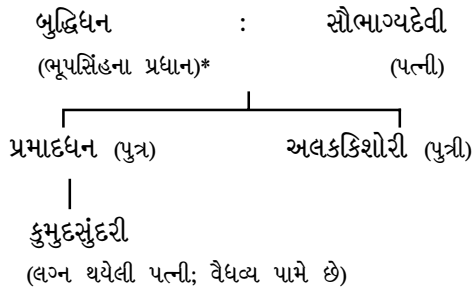 બુદ્ધિધન : સૌભાગ્યદેવી
(ભૂપસિંહના પ્રધાન)* (પત્ની)
પ્રમાદધન (પુત્ર) અલકકિશોરી (પુત્રી)
કુમુદસુંદરી
(લગ્ન થયેલી પત્ની; વૈધવ્ય પામે છે)